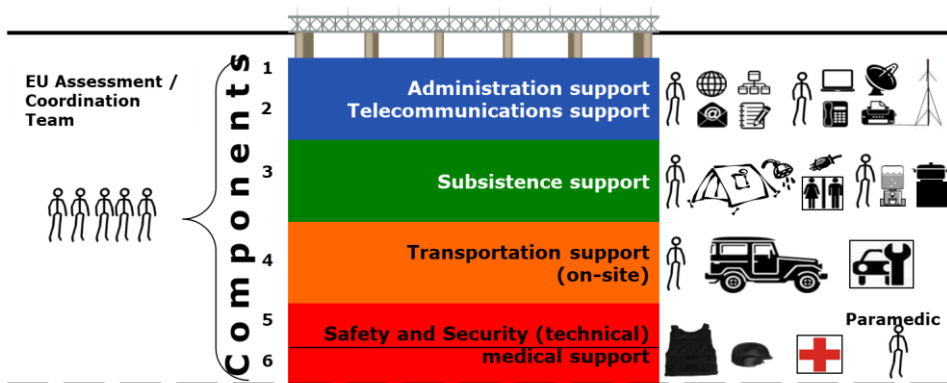 EU Assessment /
Coordination
Team
Components
1
Administration support
2
Telecommunications support
3
Subsistence support
4
Transportation support
(on-site)
5
Safety and Security (technical)
6
medical support
Paramedic
@